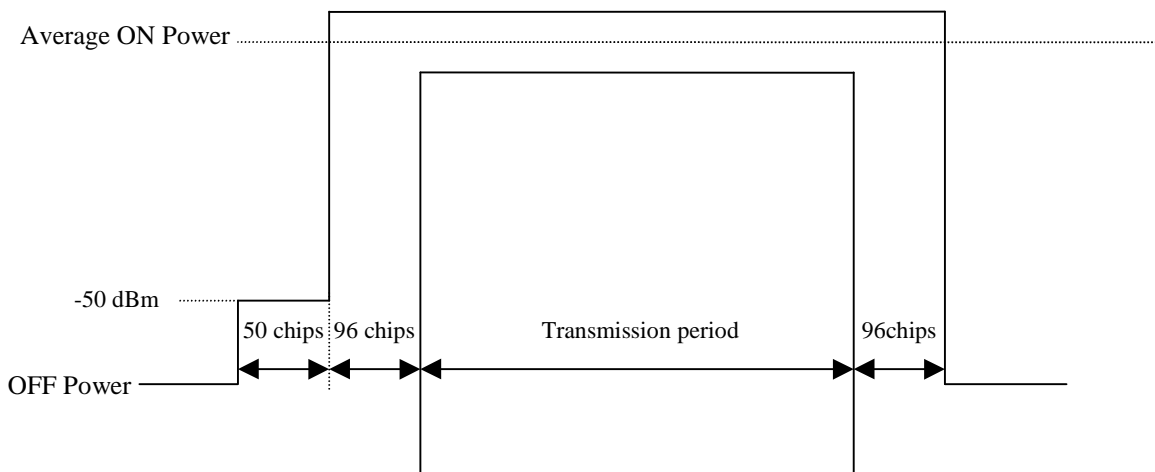 Average ON Power
-50 dBm
50 chips
96 chips
Transmission period
96chips
OFF Power